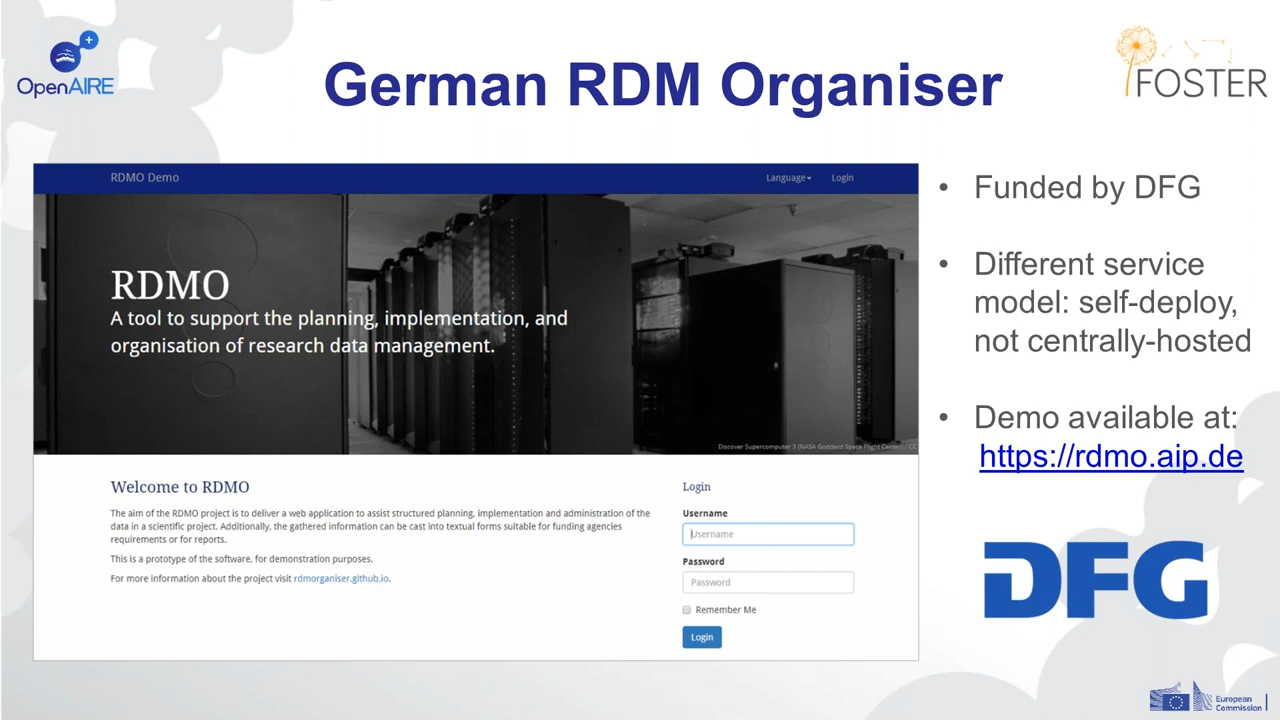 OpenAIRE
German RDM Organiser
FOSTER
RDMO Demo
Language
Login
RDMO
A tool to support the planning, implementation, and
organisation of research data management.
Discover Supercomputer 3 (NASA Goddard Space Flight Center) / CC
Welcome to RDMO
The aim of the RDMO project is to deliver a web application to assist structured planning, implementation and administration of the
data in a scientific project. Additionally, the gathered information can be cast into textual forms suitable for funding agencies
requirements or for reports.
This is a prototype of the software, for demonstration purposes.
For more information about the project visit rdmorganiser.github.io.
Login
Username
Username
Password
Password
Remember Me
Login
• Funded by DFG
• Different service
model: self-deploy,
not centrally-hosted
• Demo available at:
https://rdmo.aip.de
DFG
European
Commission